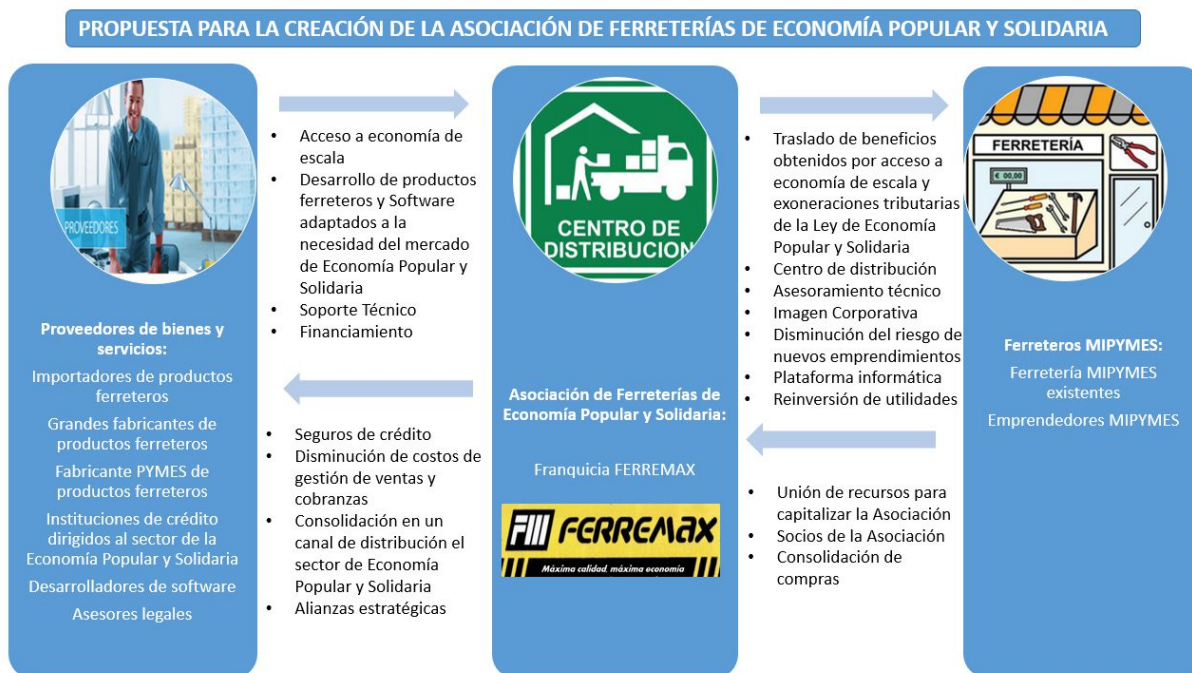 PROPUESTA PARA LA CREACIÓN DE LA ASOCIACIÓN DE FERRETERÍAS DE ECONOMÍA POPULAR Y SOLIDARIA
PROVEEDORES
Proveedores de bienes y
servicios:
Importadores de productos
ferreteros
Grandes fabricantes de
productos ferreteros
Fabricante PYMES de
productos ferreteros
Instituciones de crédito
dirigidos al sector de la
Economía Popular y Solidaria
Desarrolladores de software
Asesores legales
• Acceso a economía de
escala
• Desarrollo de productos
ferreteros y Software
adaptados a la
necesidad del mercado
de Economía Popular y
Solidaria
• Soporte Técnico
• Financiamiento
• Seguros de crédito
• Disminución de costos de
gestión de ventas y
cobranzas
• Consolidación en un
canal de distribución el
sector de Economía
Popular y Solidaria
• Alianzas estratégicas
CENTRO DE
DISTRIBUCION
Asociación de Ferreterías de
Economía Popular y Solidaria:
Franquicia FERREMAX
FM FERREMAX
Máxima calidad, máxima economía
• Traslado de beneficios
obtenidos por acceso a
economía de escala y
exoneraciones tributarias
de la Ley de Economía
Popular y Solidaria
• Centro de distribución
• Asesoramiento técnico
• Imagen Corporativa
• Disminución del riesgo de
nuevos emprendimientos
• Plataforma informática
• Reinversión de utilidades
• Unión de recursos para
capitalizar la Asociación
• Socios de la Asociación
• Consolidación de
compras
FERRETERÍA
€ 00,00
Ferreteros MIPYMES:
Ferretería MIPYMES
existentes
Emprendedores MIPYMES